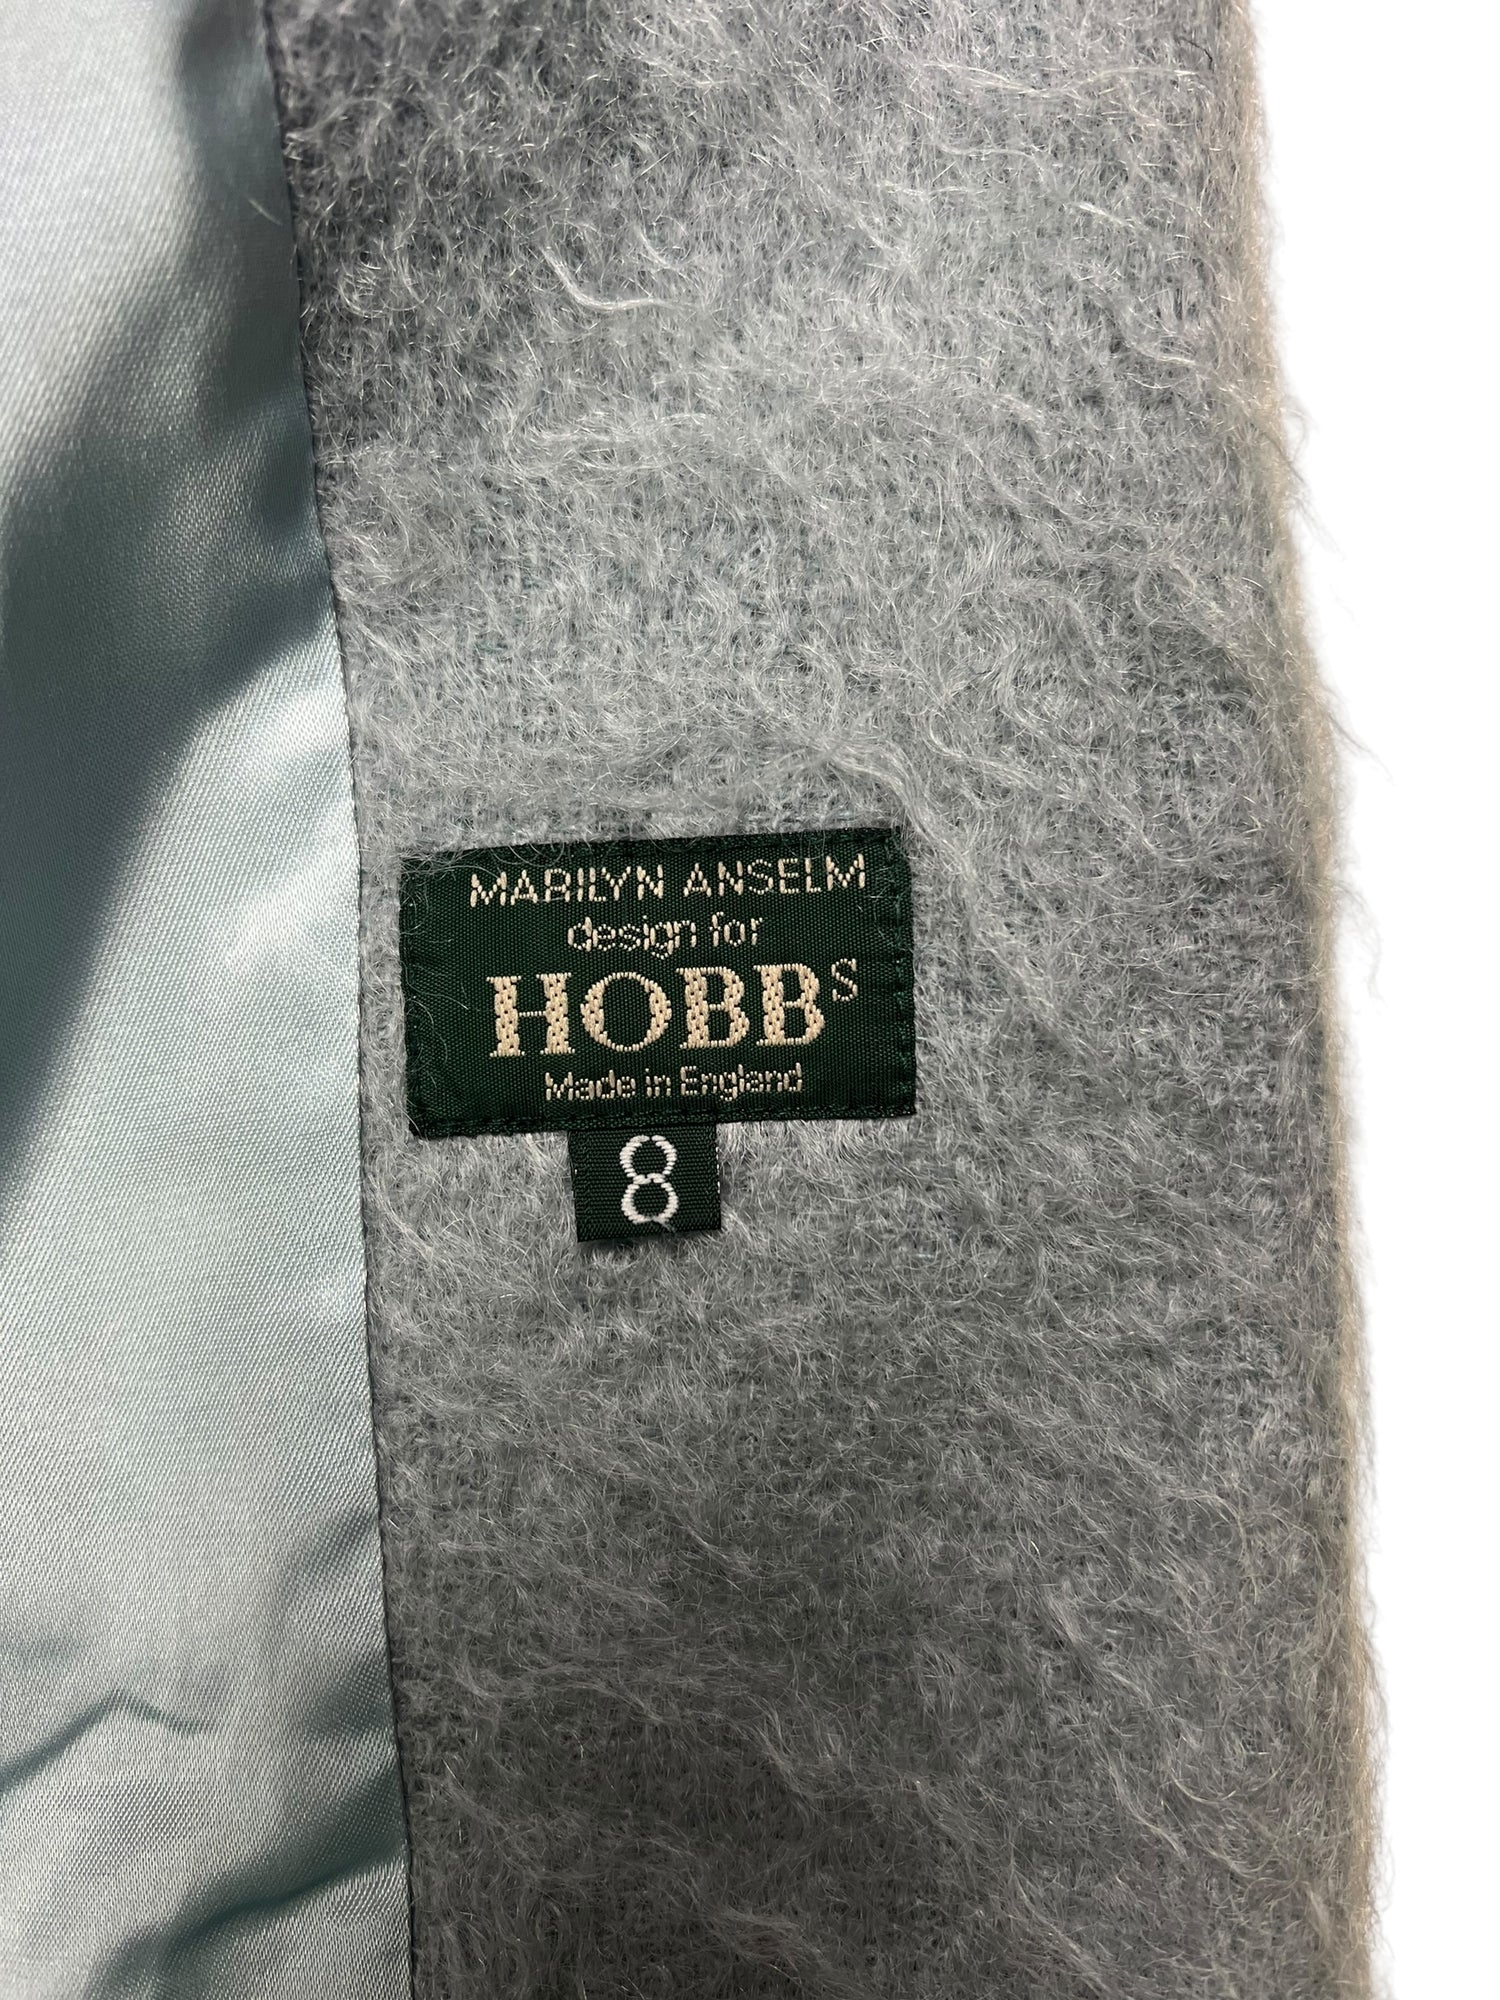 MARILYN ANSELM
design for
HOBBS
Made in England
8